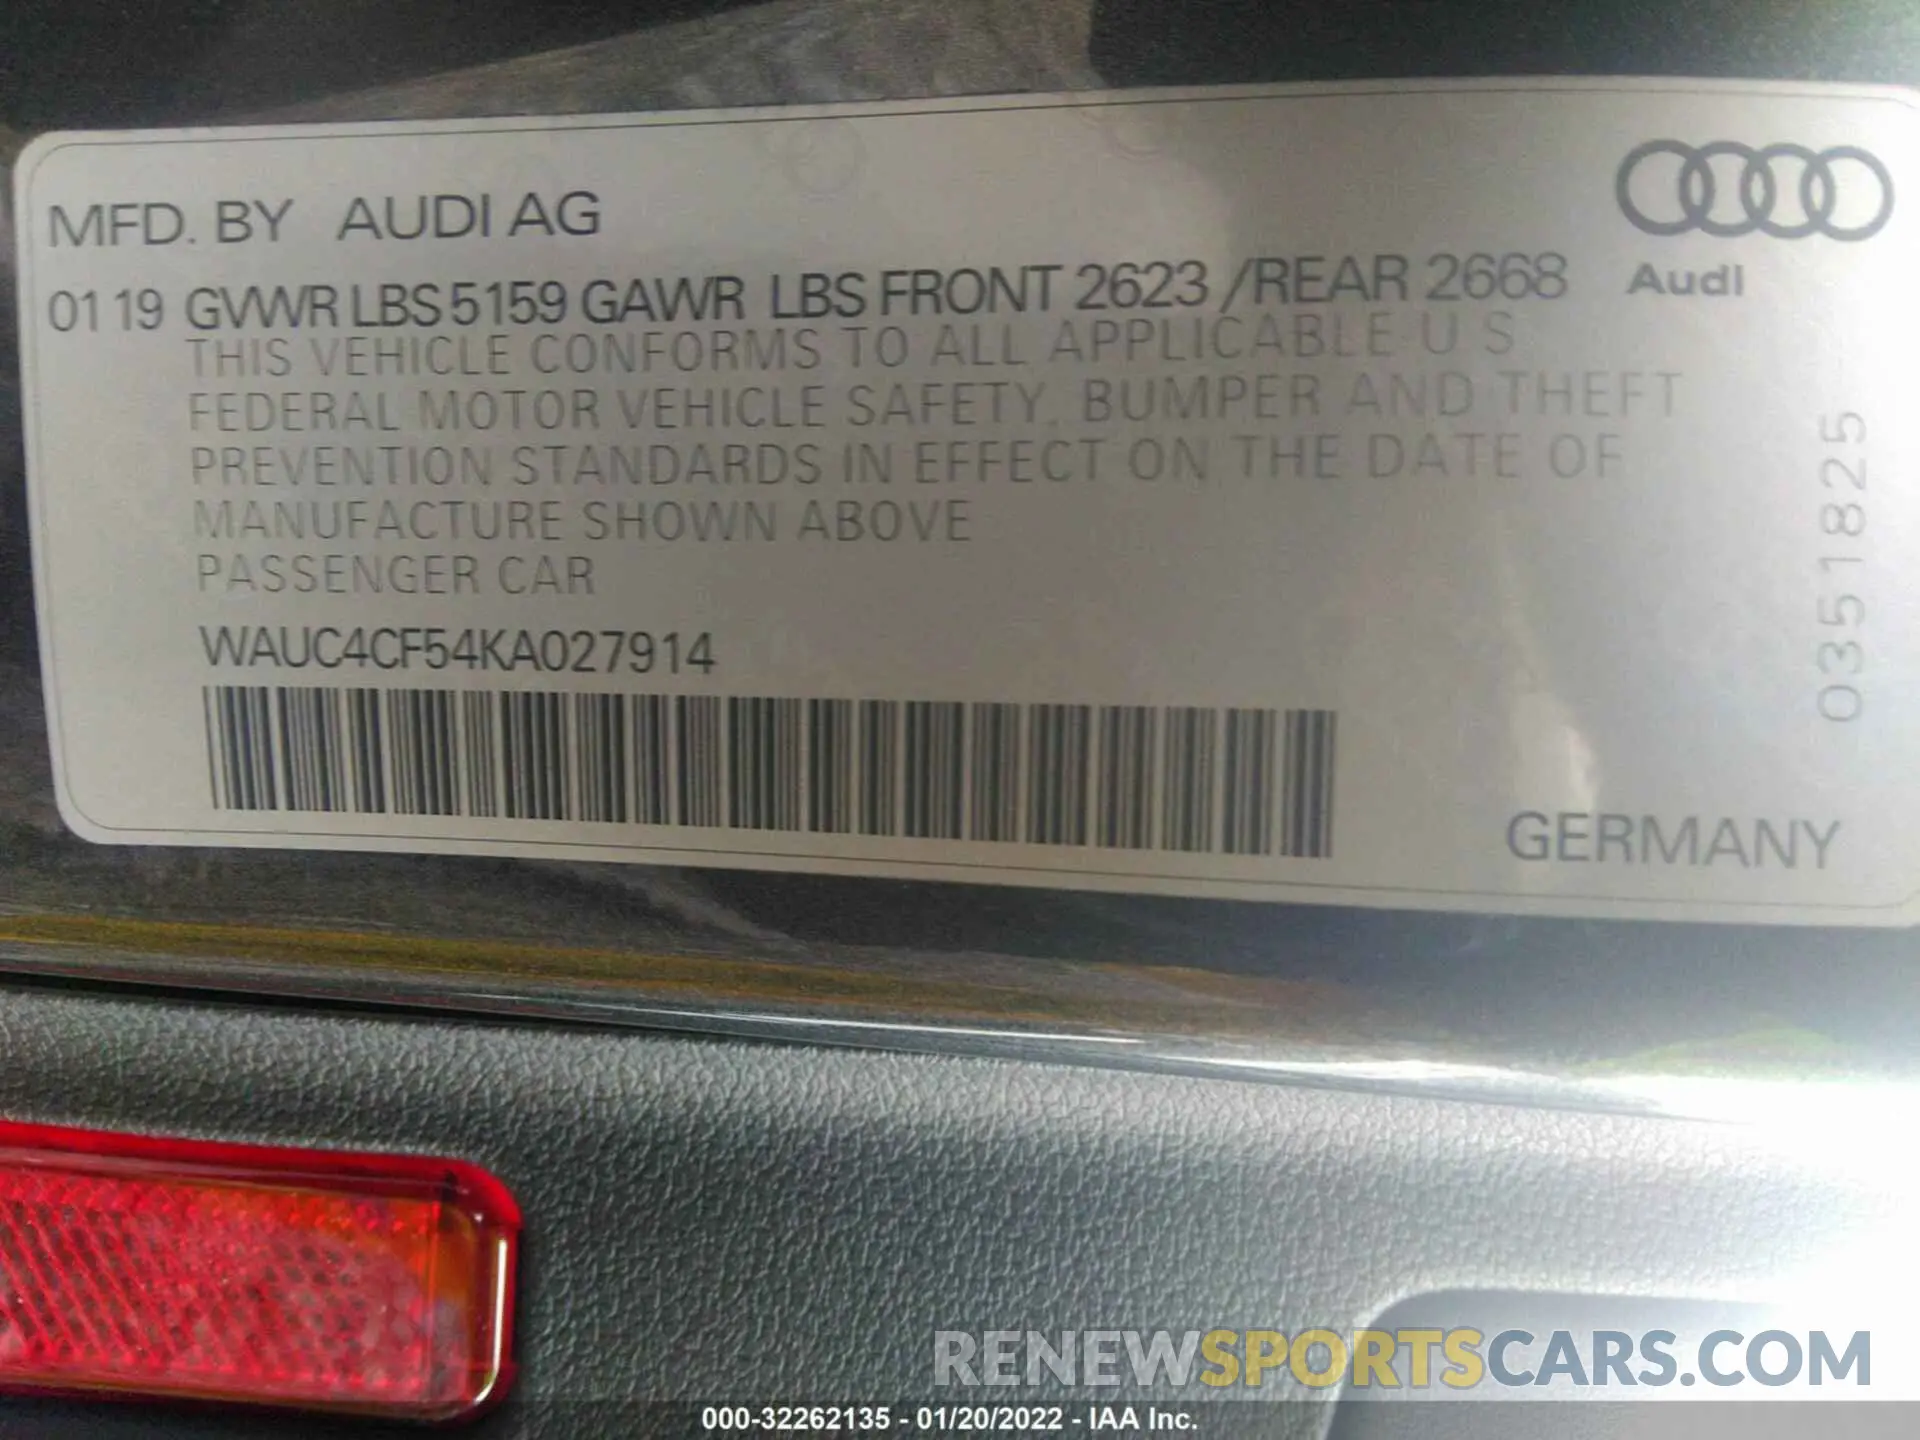 MFD. BY AUDI AG
01 19 GVWR LBS 5159 GAWR LBS FRONT 2623 /REAR 2668
THIS VEHICLE CONFORMS TO ALL APPLICABLE U S
FEDERAL MOTOR VEHICLE SAFETY, BUMPER AND THEFT
PREVENTION STANDARDS IN EFFECT ON THE DATE OF
MANUFACTURE SHOWN ABOVE
PASSENGER CAR
WAUC4CF54KA027914
Audi
0351825
GERMANY
RENEWSPORTSCARS.COM
000-32262135 - 01/20/2022 - IAA Inc.